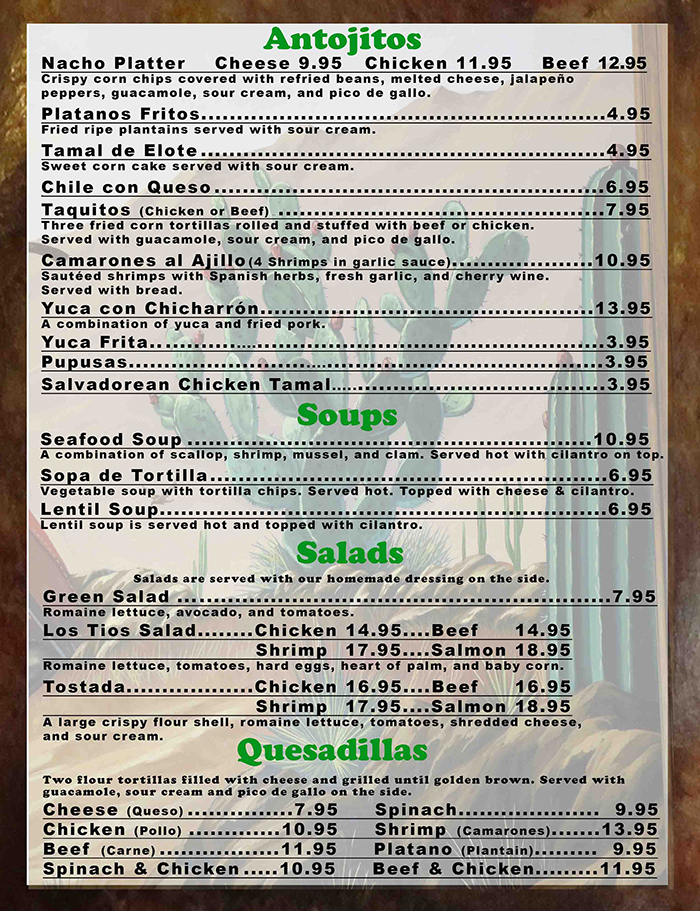 Antojitos
Nacho Platter Cheese 9.95 Chicken 11.95 Beef 12.95
Crispy corn chips covered with refried beans, melted cheese, jalapeño
peppers, guacamole, sour cream, and pico de gallo.
Platanos Fritos..........4.95
Fried ripe plantains served with sour cream.
Tamal de Elote..........4.95
Sweet corn cake served with sour cream.
Chile con Queso..........6.95
Taquitos (Chicken or Beef) ..........7.95
Three fried corn tortillas rolled and stuffed with beef or chicken.
Served with guacamole, sour cream, and pico de gallo.
Camarones al Ajillo(4 Shrimps in garlic sauce)..........10.95
Sautéed shrimps with Spanish herbs, fresh garlic, and cherry wine.
Served with bread.
Yuca con Chicharrón..........13.95
A combination of yuca and fried pork.
Yuca Frita..........3.95
Pupusas..........3.95
Salvadorean Chicken Tamal..........3.95
Soups
Seafood Soup ..........10.95
A combination of scallop, shrimp, mussel, and clam. Served hot with cilantro on top.
Sopa de Tortilla..........6.95
Vegetable soup with tortilla chips. Served hot. Topped with cheese & cilantro.
Lentil Soup..........6.95
Lentil soup is served hot and topped with cilantro.
Salads
Salads are served with our homemade dressing on the side.
Green Salad ..........7.95
Romaine lettuce, avocado, and tomatoes.
Los Tios Salad........Chicken 14.95....Beef 14.95
Shrimp 17.95....Salmon 18.95
Romaine lettuce, tomatoes, hard eggs, heart of palm, and baby corn.
Tostada..........Chicken 16.95....Beef 16.95
Shrimp 17.95....Salmon 18.95
A large crispy flour shell, romaine lettuce, tomatoes, shredded cheese,
and sour cream.
Quesadillas
Two flour tortillas filled with cheese and grilled until golden brown. Served with
guacamole, sour cream and pico de gallo on the side.
Cheese (Queso) ..........7.95 Spinach.......... 9.95
Chicken (Pollo) ..........10.95 Shrimp (Camarones).......13.95
Beef (Carne) ..........11.95 Platano (Plantain)......... 9.95
Spinach & Chicken.....10.95 Beef & Chicken.........11.95